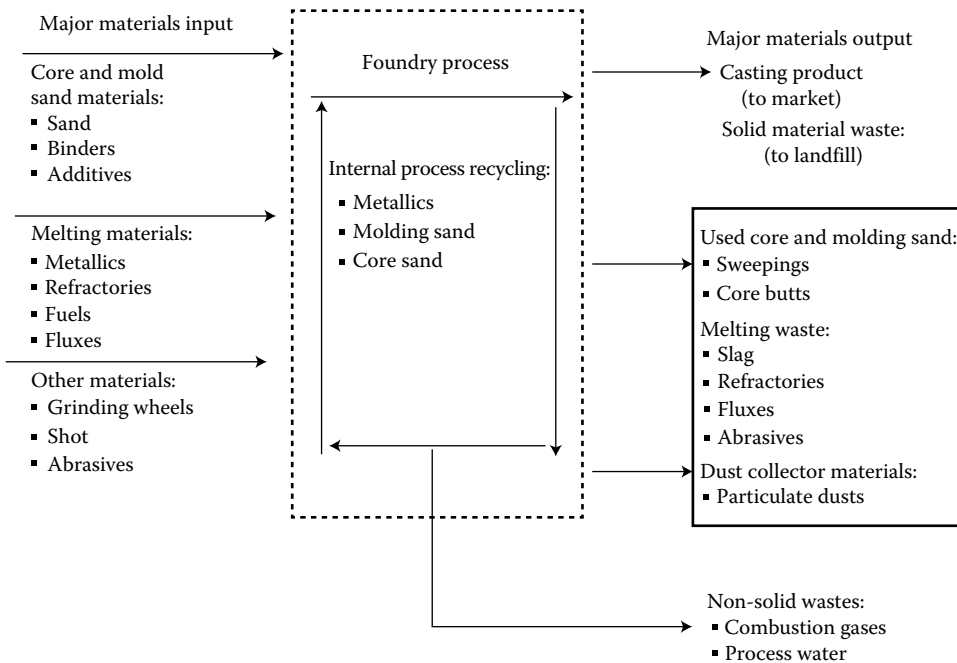 Major materials input
Core and mold
sand materials:
▪ Sand
▪ Binders
▪ Additives
Melting materials:
▪ Metallics
▪ Refractories
▪ Fuels
▪ Fluxes
Other materials:
▪ Grinding wheels
▪ Shot
▪ Abrasives
Foundry process
Internal process recycling:
▪ Metallics
▪ Molding sand
▪ Core sand
Major materials output
Casting product
(to market)
Solid material waste:
(to landfill)
Used core and molding sand:
▪ Sweepings
▪ Core butts
Melting waste:
▪ Slag
▪ Refractories
▪ Fluxes
▪ Abrasives
Dust collector materials:
▪ Particulate dusts
Non-solid wastes:
▪ Combustion gases
▪ Process water